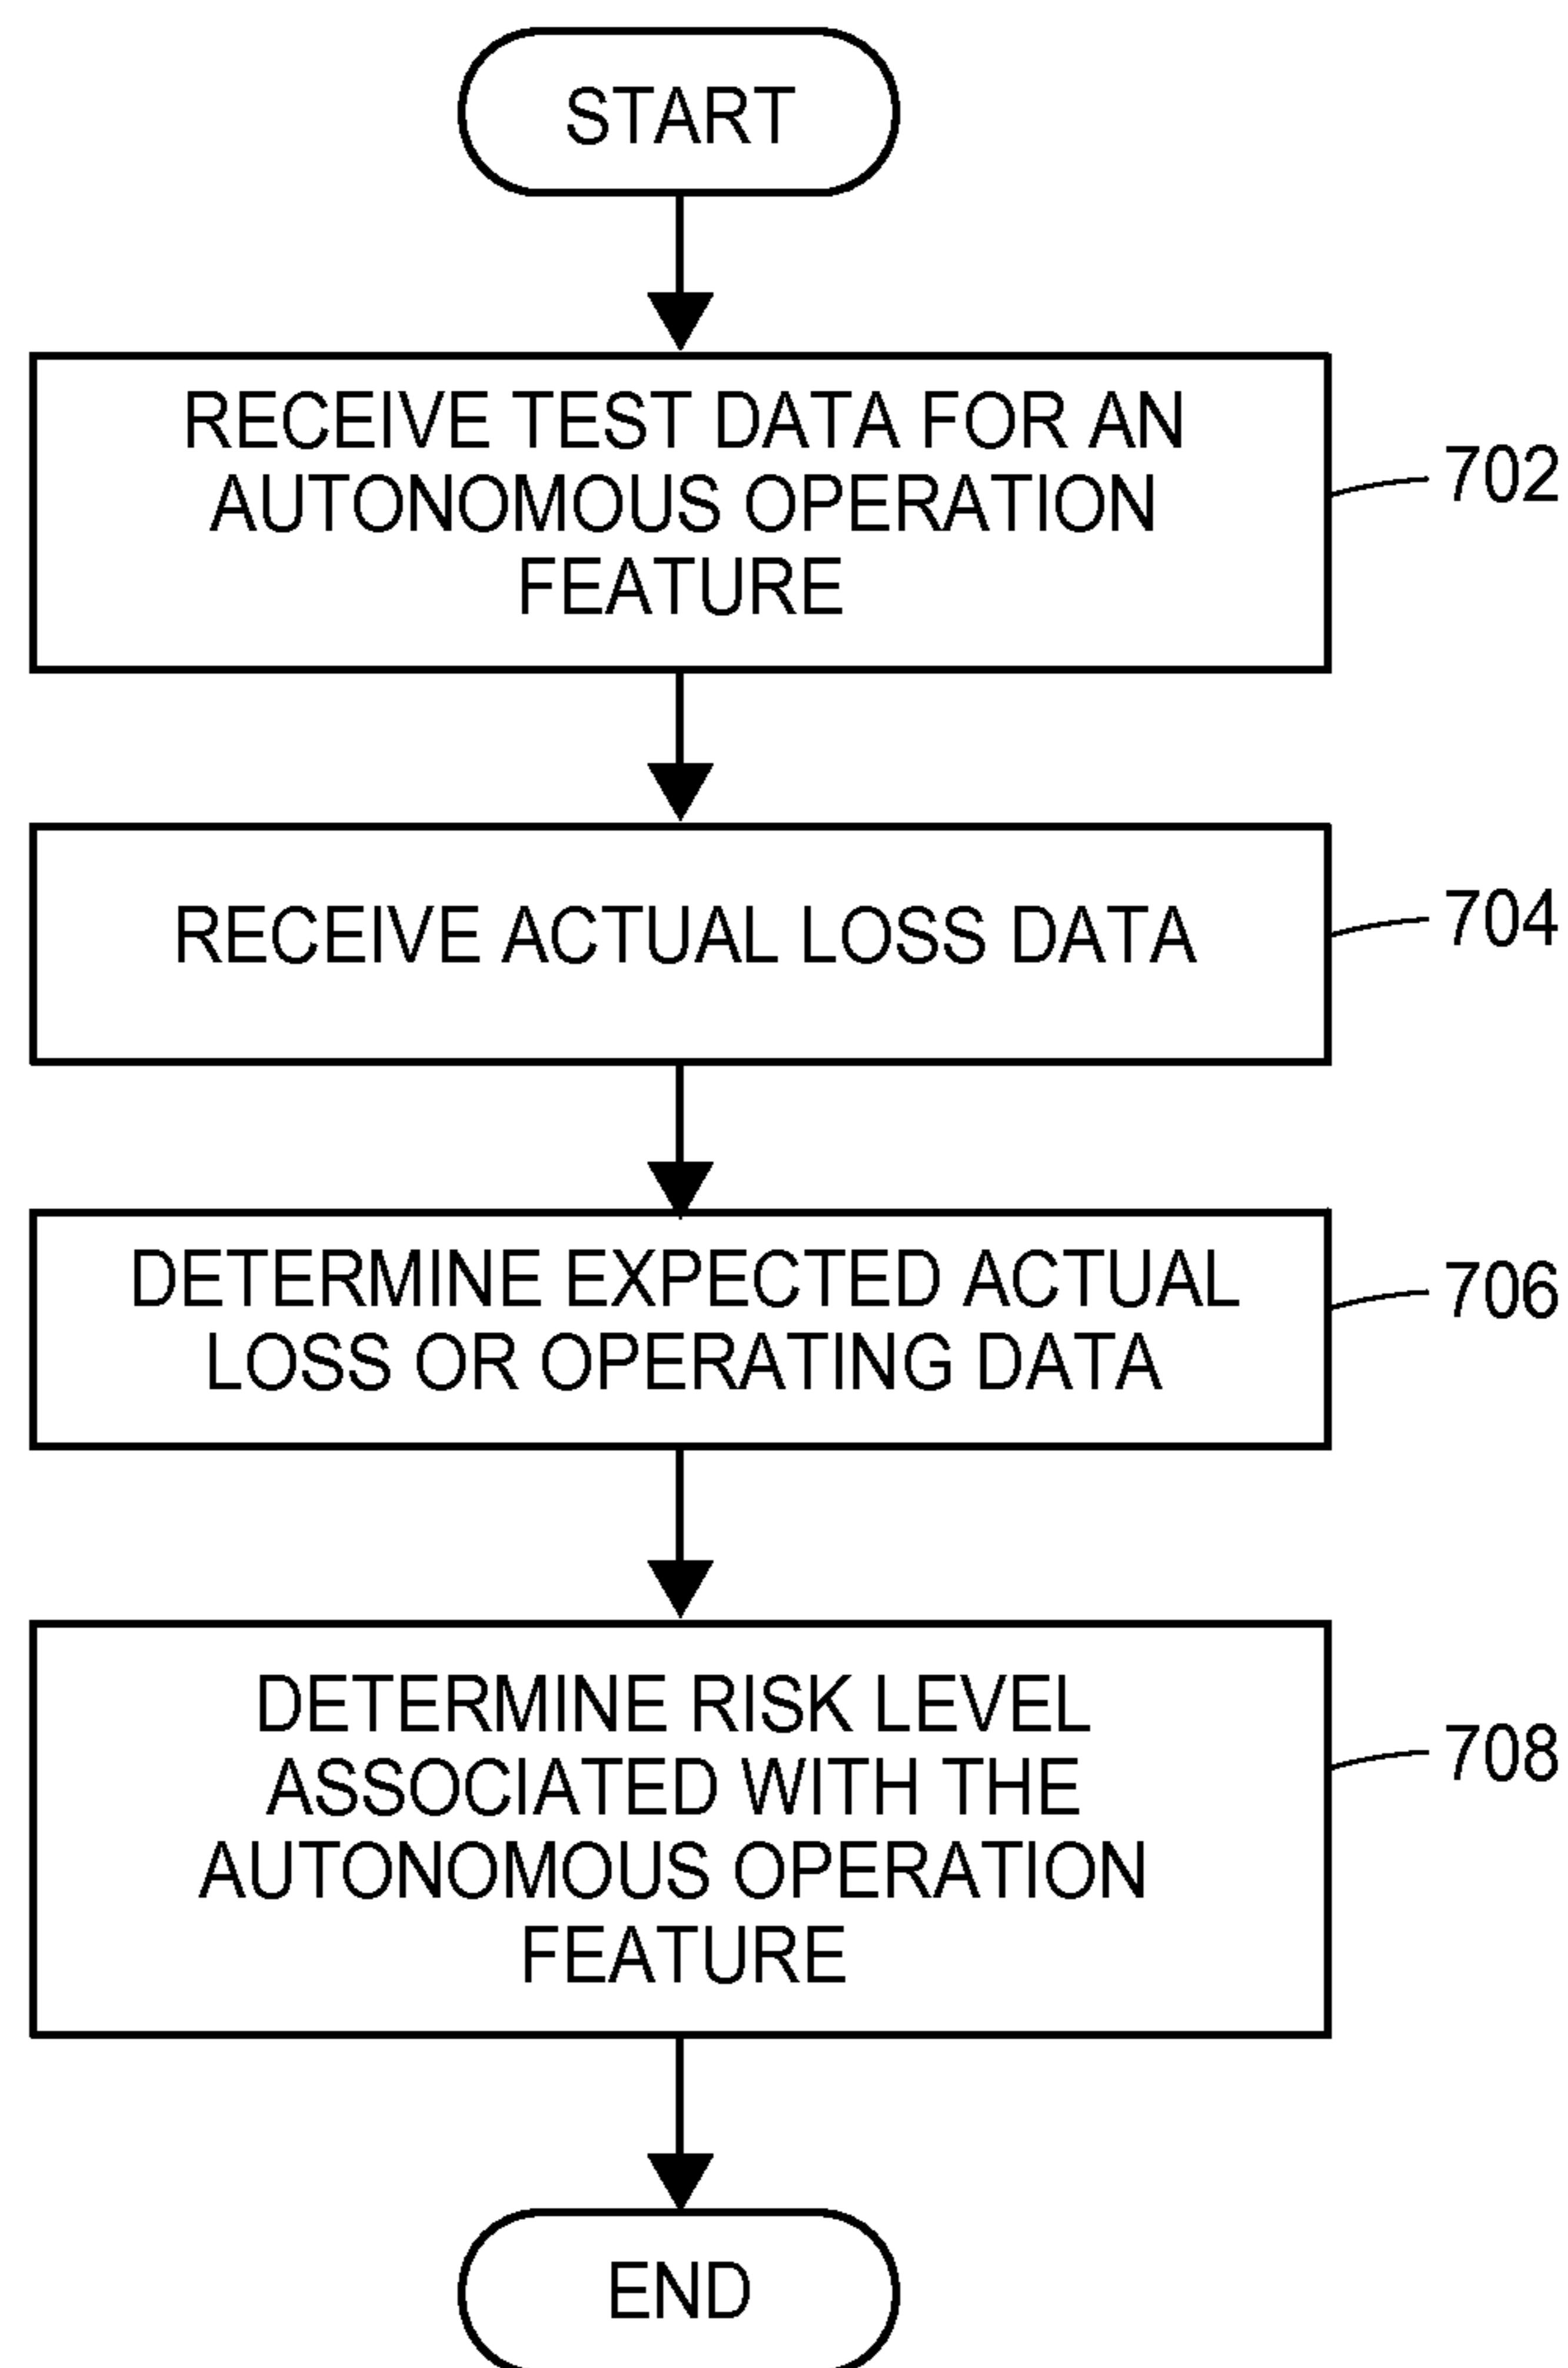 START
RECEIVE TEST DATA FOR AN
AUTONOMOUS OPERATION
FEATURE
702
RECEIVE ACTUAL LOSS DATA
704
DETERMINE EXPECTED ACTUAL
LOSS OR OPERATING DATA
706
DETERMINE RISK LEVEL
ASSOCIATED WITH THE
AUTONOMOUS OPERATION
FEATURE
708
END